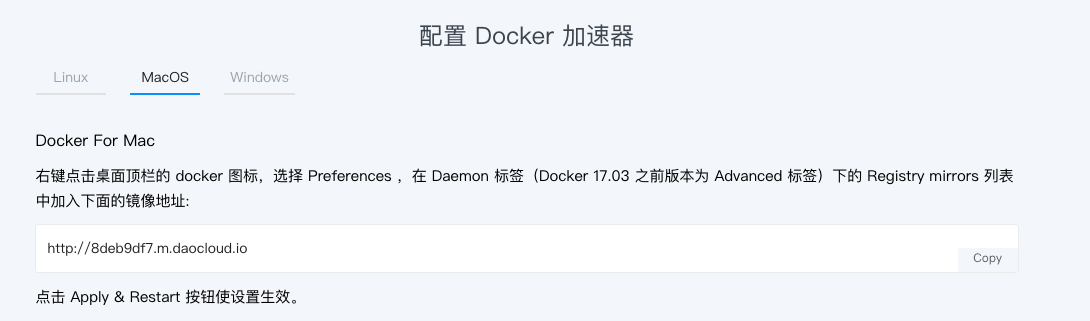 配置 Docker 加速器
Linux MacOS Windows
Docker For Mac
右键点击桌面顶栏的 docker 图标，选择 Preferences ，在 Daemon 标签（Docker 17.03 之前版本为 Advanced 标签）下的 Registry mirrors 列表
中加入下面的镜像地址:
http://8deb9df7.m.daocloud.io
Copy
点击 Apply & Restart 按钮使设置生效。